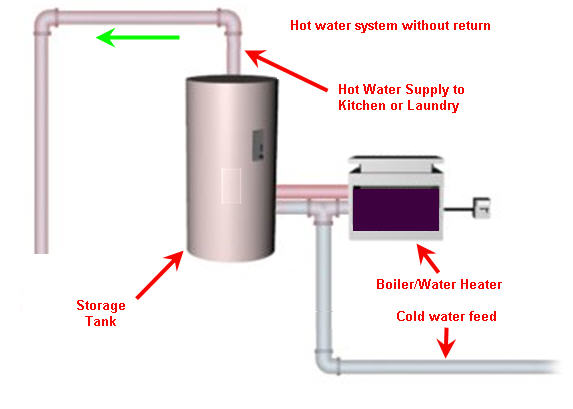 Hot water system without return
Hot Water Supply to
Kitchen or Laundry
Storage
Tank
Boiler/Water Heater
Cold water feed